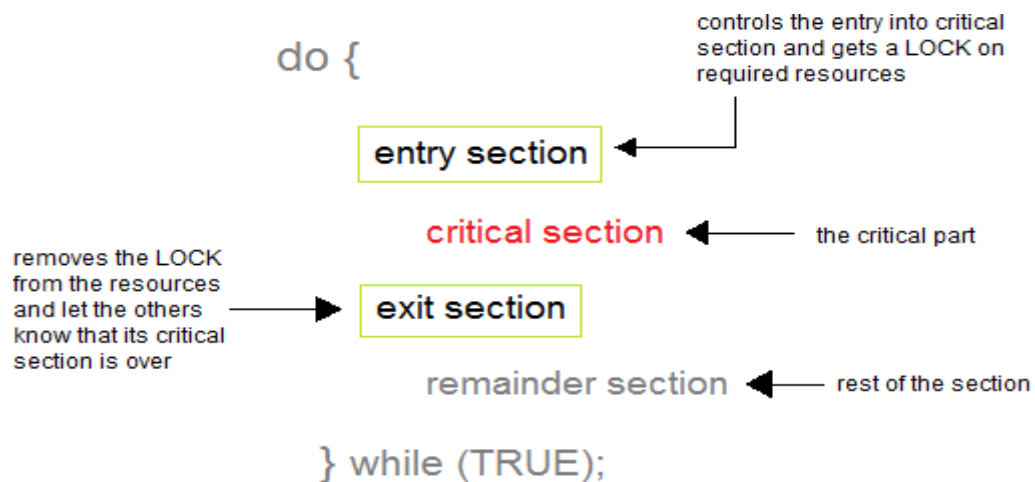 controls the entry into critical
section and gets a LOCK on
required resources
do {
entry section
critical section
the critical part
removes the LOCK
from the resources
and let the others
know that its critical
section is over
exit section
remainder section
rest of the section
} while (TRUE);